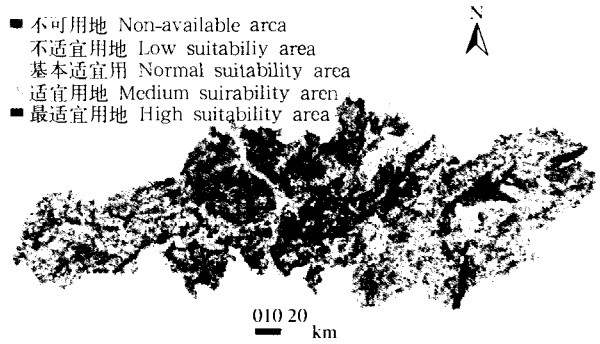 N
不可用地 Non-available area
不适宜用地 Low suitabiliy area
基本适宜用 Normal suitability area
适宜用地 Medium suirability aren
最适宜用地 High suitability area
010 20
km